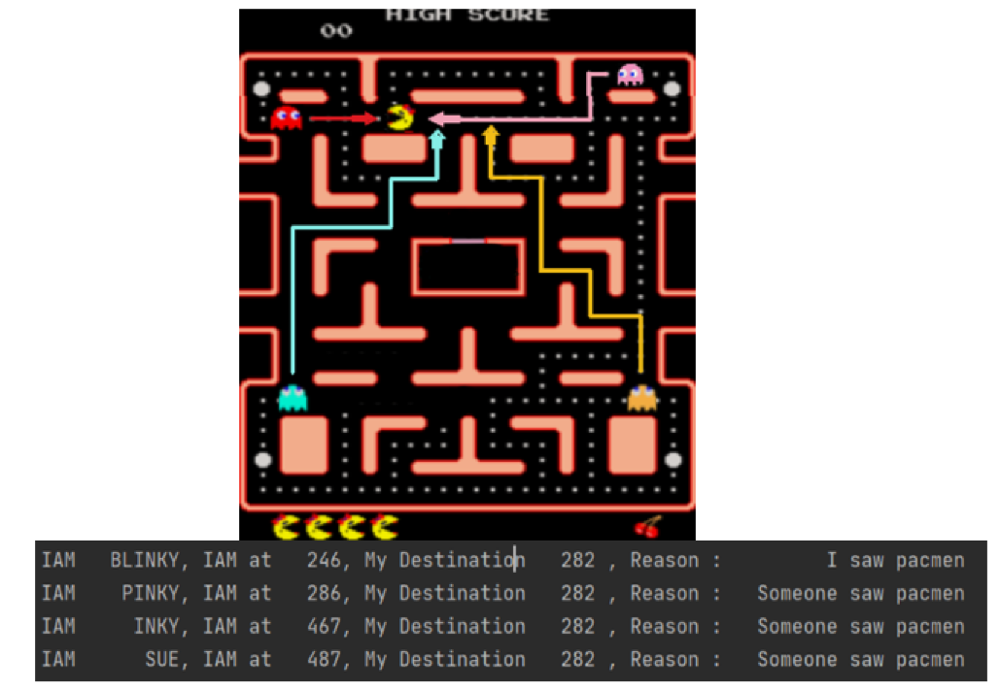 HIGH SCORE
00
IAM BLINKY, IAM at 246, My Destination 282 , Reason : I saw pacmen
IAM PINKY, IAM at 286, My Destination 282 , Reason : Someone saw pacmen
IAM INKY, IAM at 467, My Destination 282 , Reason : Someone saw pacmen
IAM SUE, IAM at 487, My Destination 282 , Reason : Someone saw pacmen